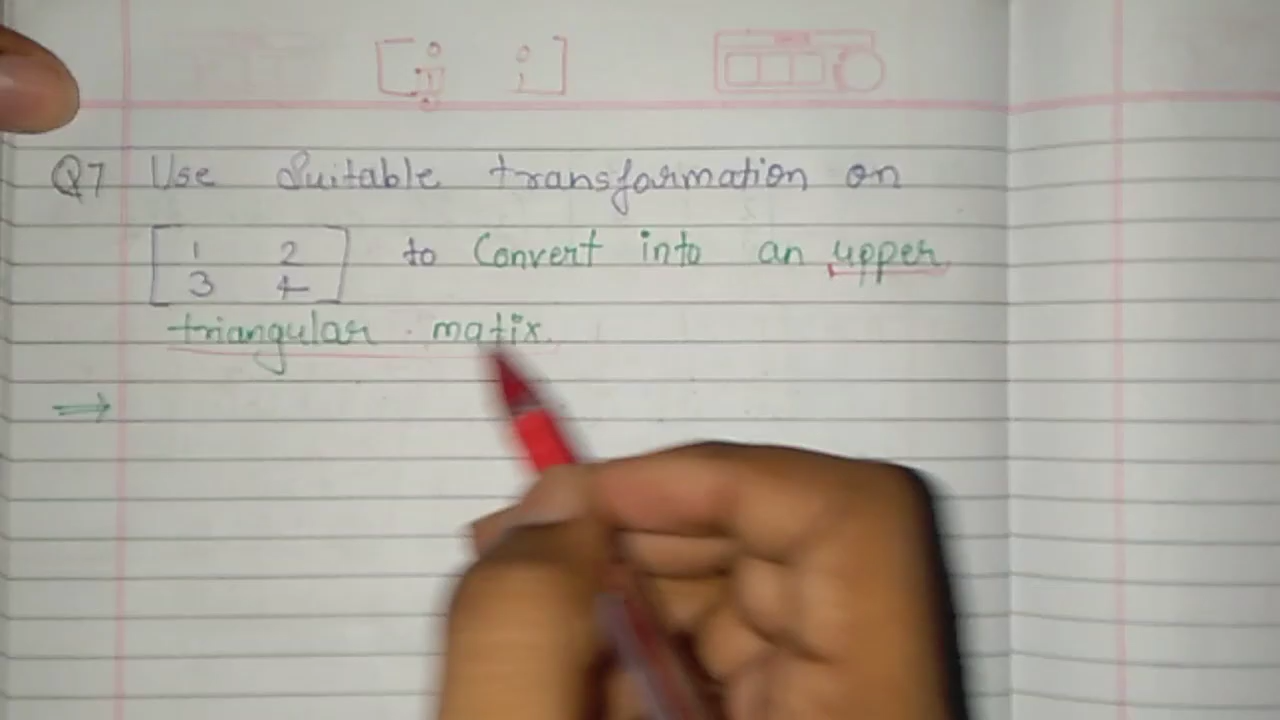 Q7 Use Suitable transformation on
[1 2
3 4] to Convert into an upper
triangular matix.
⇒